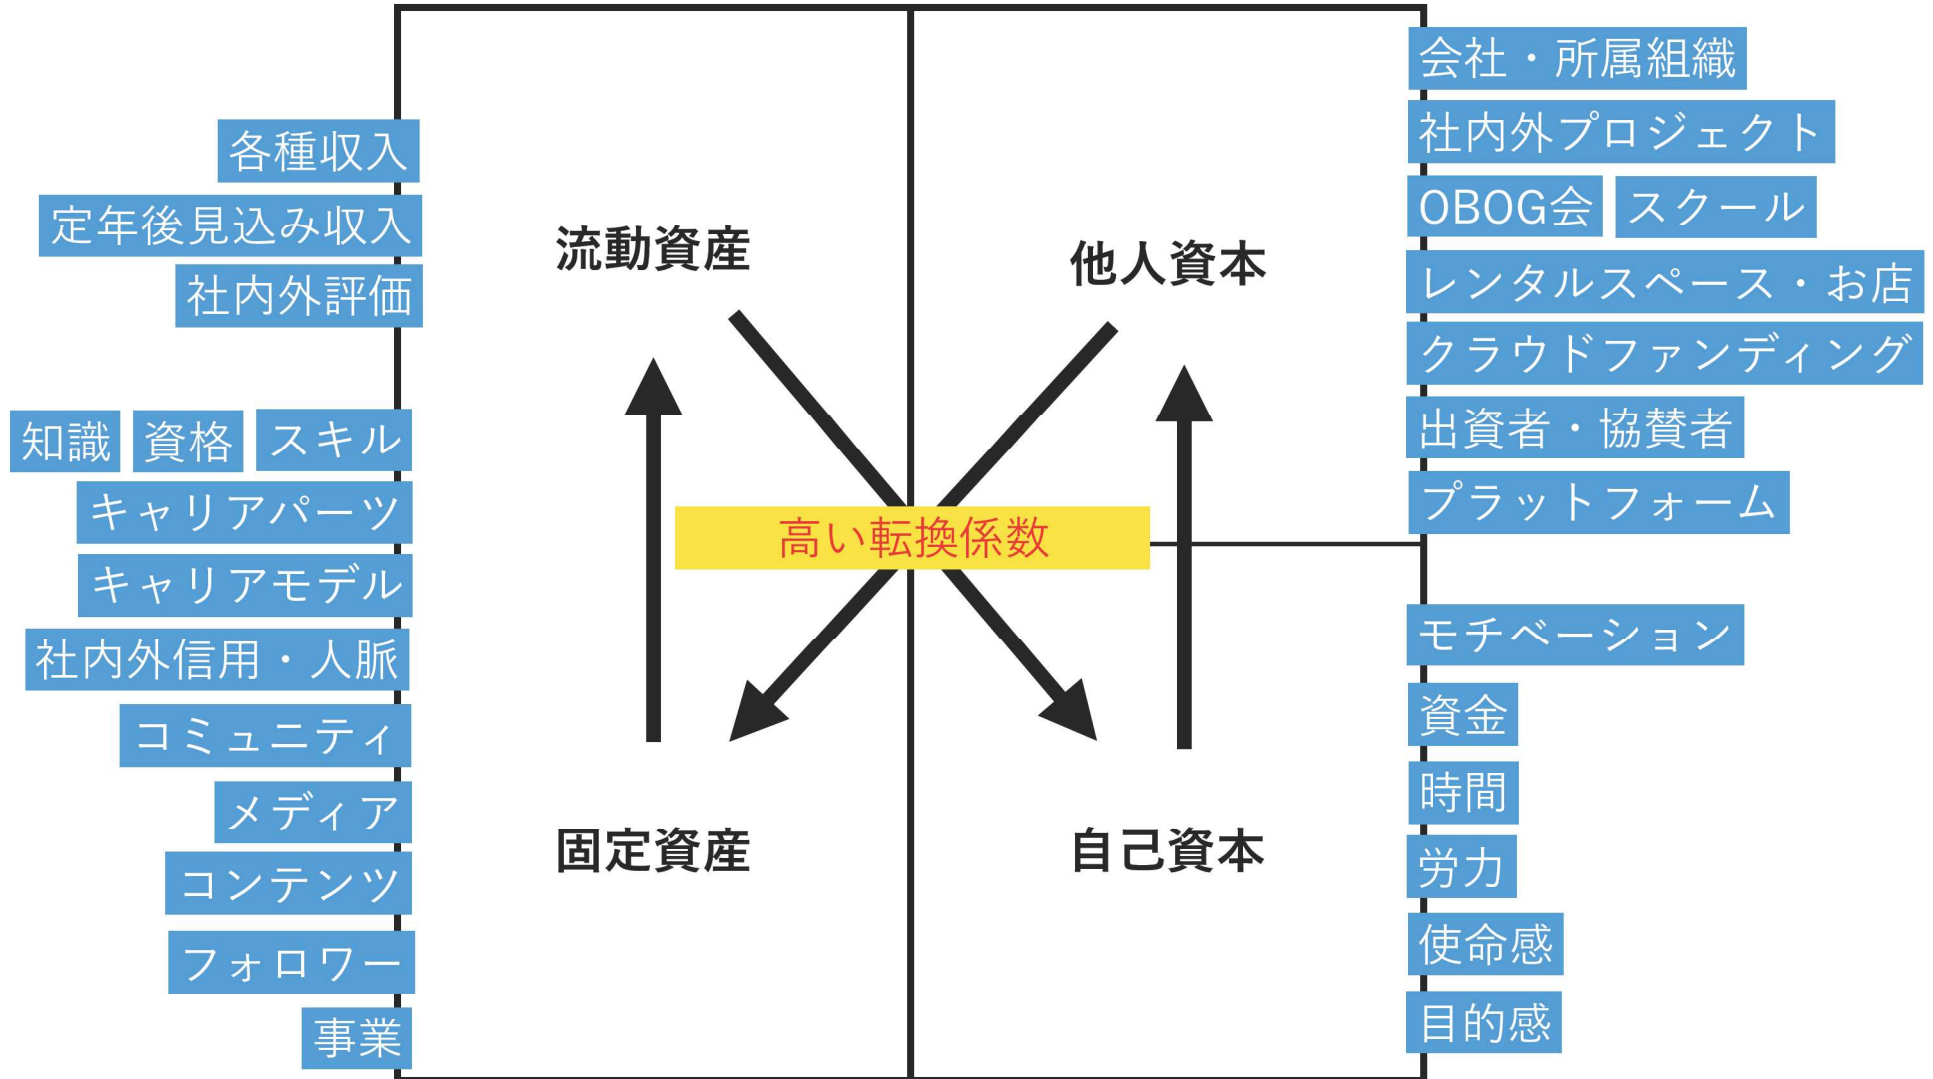 会社・所属組織
社内外プロジェクト
各種収入
定年後見込み収入
OBOG会 スクール
流動資産
他人資本
社内外評価
レンタルスペース・お店
クラウドファンディング
知識 資格 スキル
出資者・協賛者
キャリアパーツ
プラットフォーム
高い転換係数
キャリアモデル
社内外信用・人脈
モチベーション
コミュニティ
資金
メディア
時間
固定資産
自己資本
コンテンツ
労力
フォロワー
使命感
事業
目的感